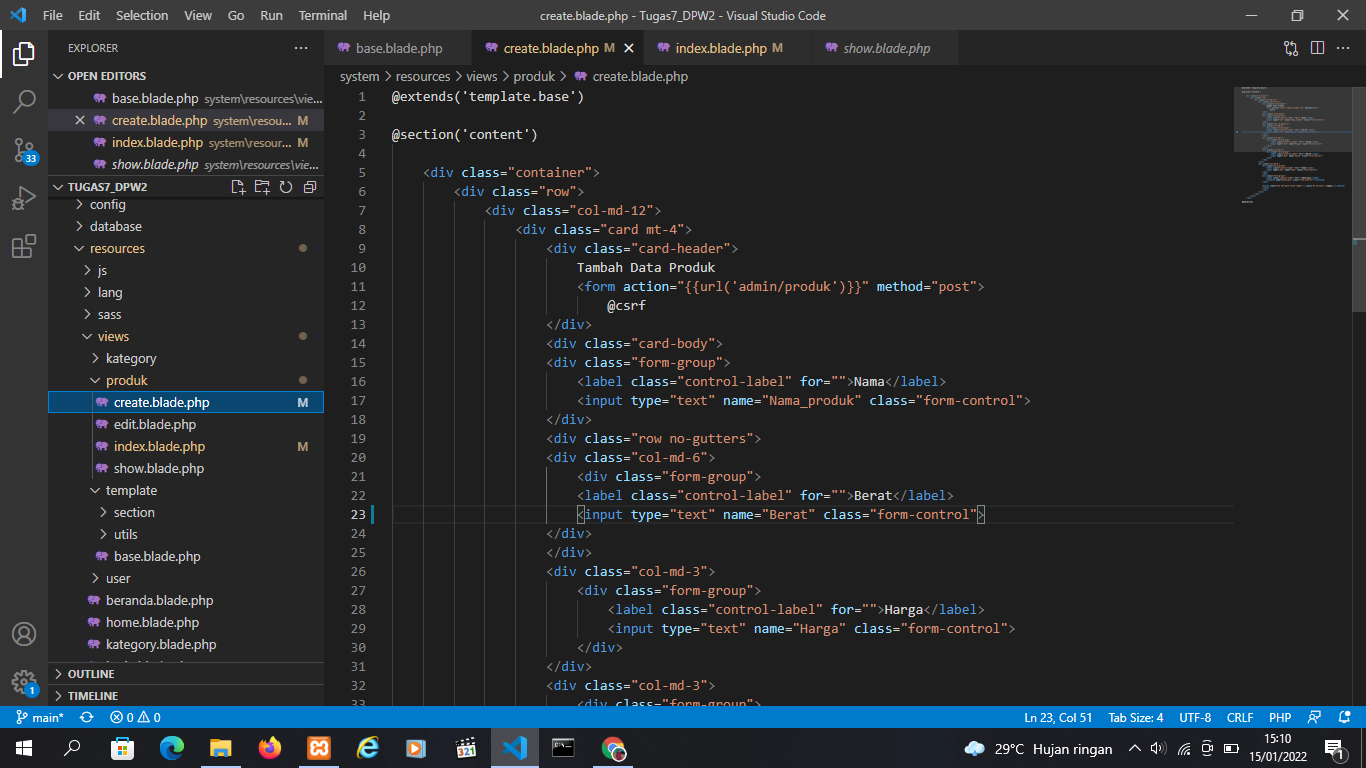 File Edit Selection View Go Run Terminal Help
create.blade.php - Tugas7_DPW2 - Visual Studio Code
EXPLORER
OPEN EDITORS
base.blade.php system\resources\vie...
create.blade.php system\resou... M
index.blade.php system\resour... M
show.blade.php system\resources\vie...
TUGAS7_DPW2
config
database
resources
js
lang
sass
views
kategory
produk
create.blade.php M
edit.blade.php
index.blade.php M
show.blade.php
template
section
utils
base.blade.php
user
beranda.blade.php
home.blade.php
kategory.blade.php
OUTLINE
TIMELINE
33
1
base.blade.php create.blade.php M index.blade.php M show.blade.php
system > resources > views > produk > create.blade.php
1 @extends('template.base')
2
3 @section('content')
4
5 <div class="container">
6 <div class="row">
7 <div class="col-md-12">
8 <div class="card mt-4">
9 <div class="card-header">
10 Tambah Data Produk
11 <form action="{{url('admin/produk')}}" method="post">
12 @csrf
13 </div>
14 <div class="card-body">
15 <div class="form-group">
16 <label class="control-label" for="">Nama</label>
17 <input type="text" name="Nama_produk" class="form-control">
18 </div>
19 <div class="row no-gutters">
20 <div class="col-md-6">
21 <div class="form-group">
22 <label class="control-label" for="">Berat</label>
23 <input type="text" name="Berat" class="form-control">
24 </div>
25 </div>
26 <div class="col-md-3">
27 <div class="form-group">
28 <label class="control-label" for="">Harga</label>
29 <input type="text" name="Harga" class="form-control">
30 </div>
31 </div>
32 <div class="col-md-3">
33 <div class="form-group">
main* 0 0 Ln 23, Col 51 Tab Size: 4 UTF-8 CRLF PHP
321
29°C Hujan ringan
15:10
15/01/2022
1